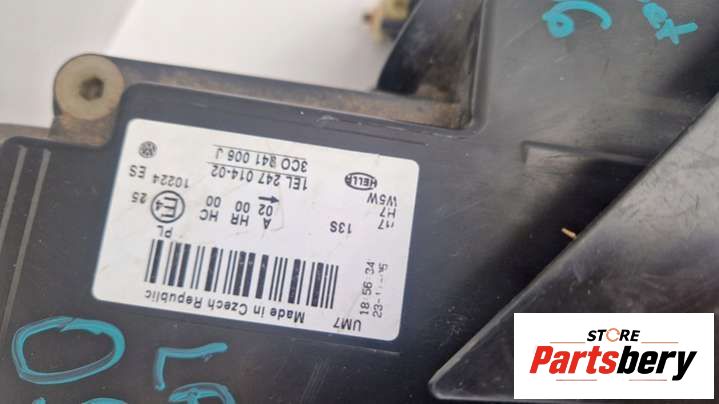 Made in Czech Republic
UM7
18:56:34
PL
25
E4
10224 ES
A HR HC
02 00 00
13S
r17
H7
W5W
HELLA
1EL 247 014-02
3C0 941 006 J
STORE
Partsbery